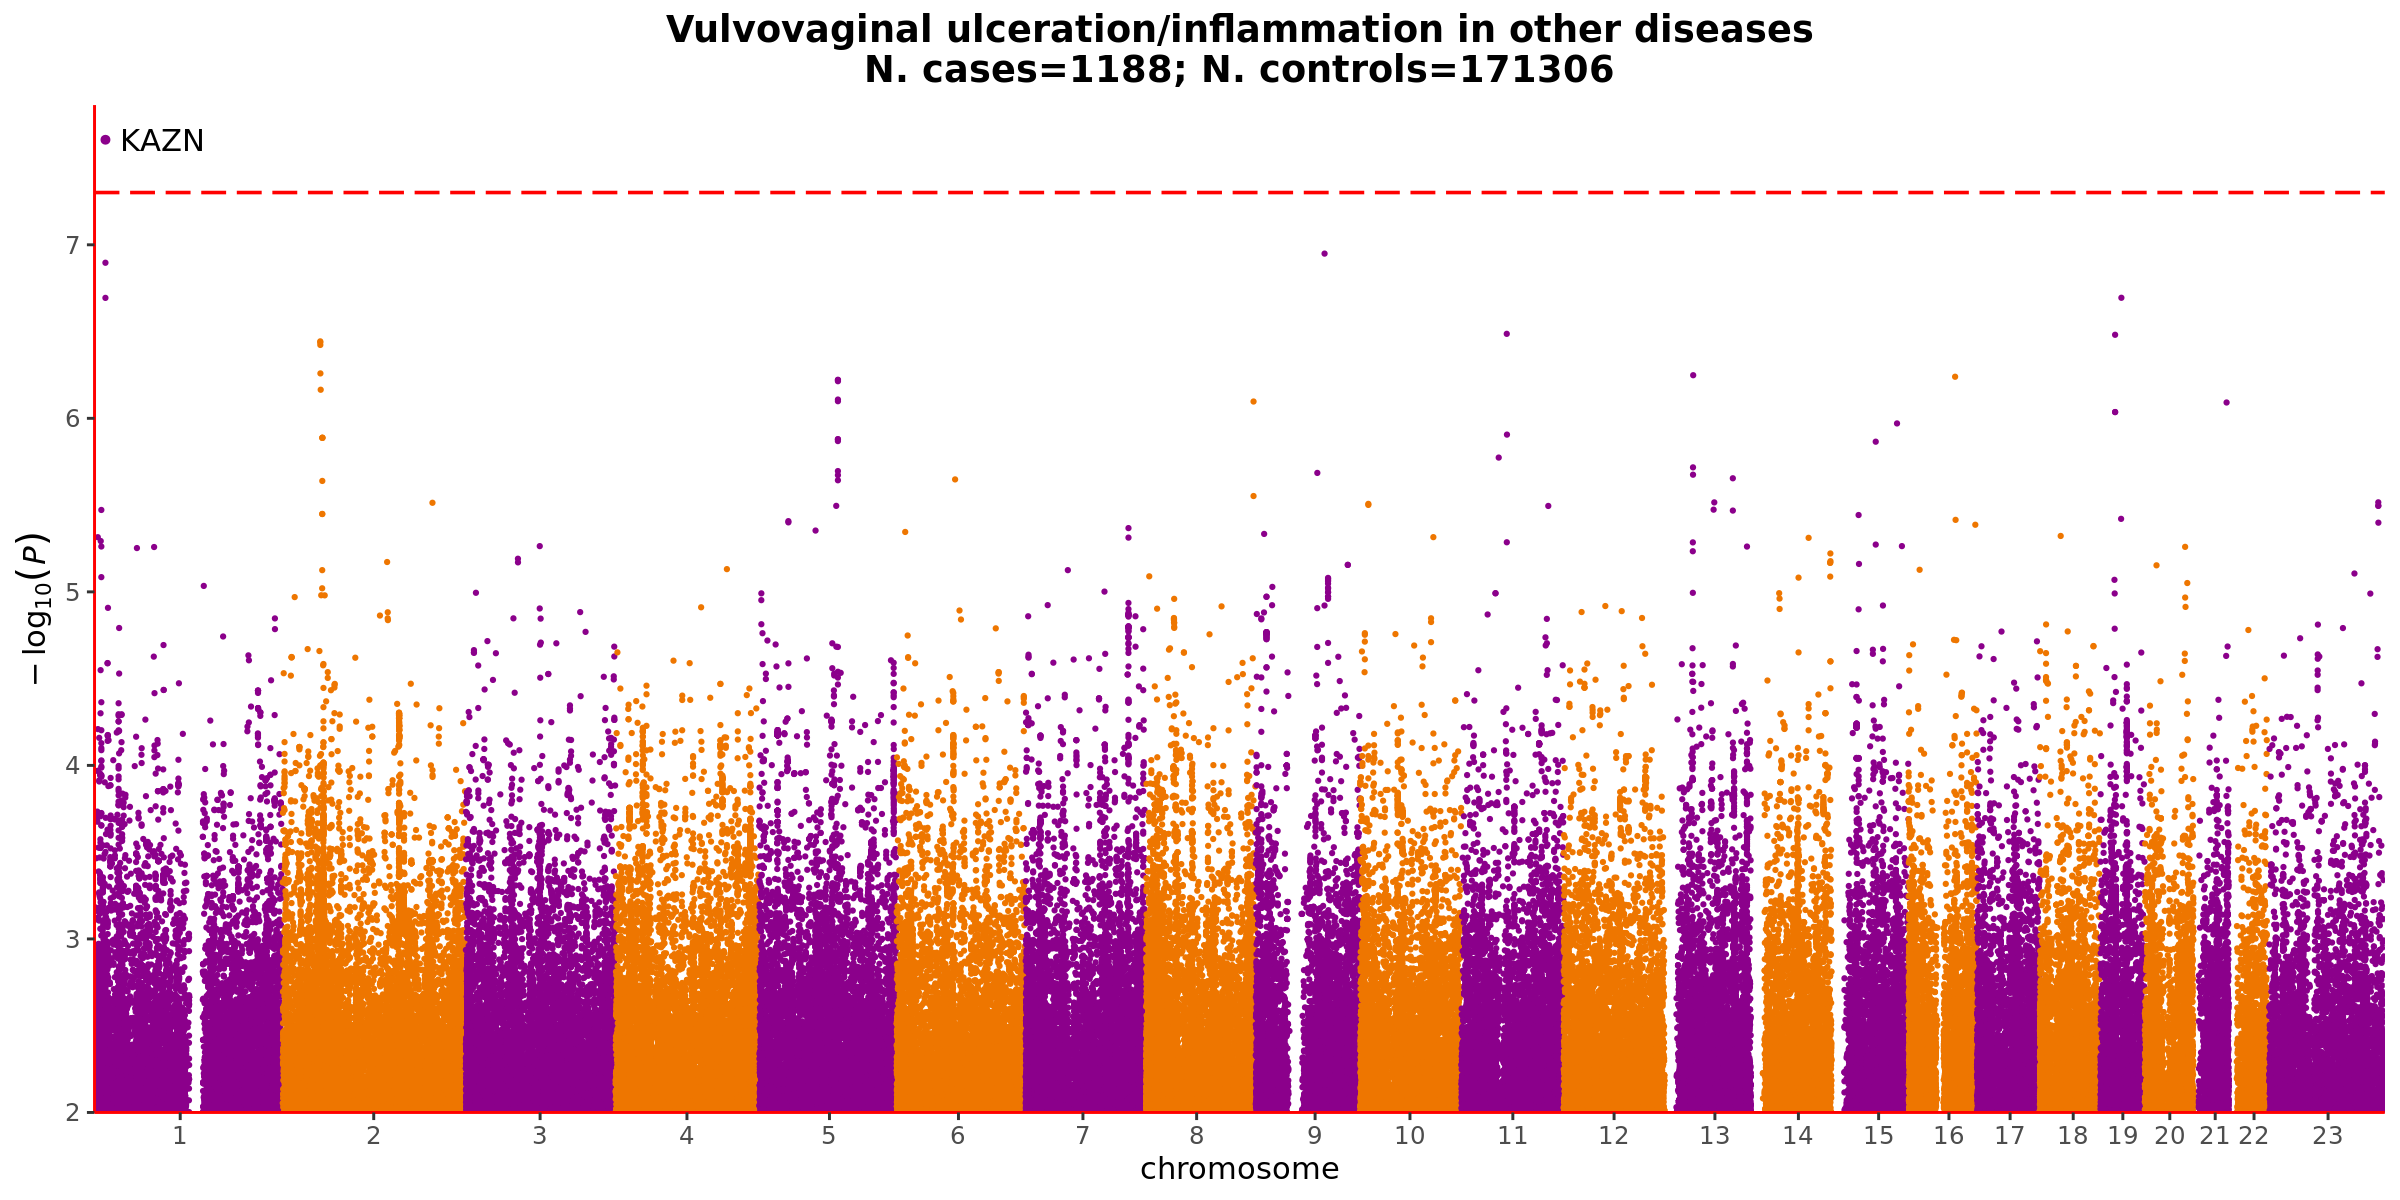 Vulvovaginal ulceration/inflammation in other diseases
N. cases=1188; N. controls=171306
KAZN
7
6
5
4
3
2
−log10(P)
1 2 3 4 5 6 7 8 9 10 11 12 13 14 15 16 17 18 19 20 21 22 23
chromosome